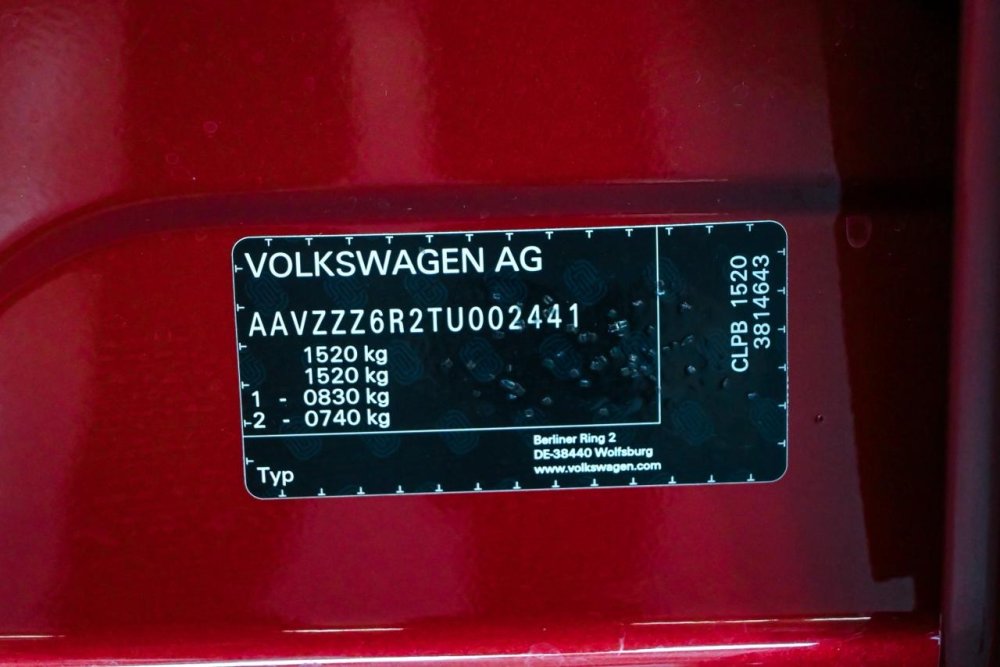 VOLKSWAGEN AG
AAVZZZ6R2TU002441
1520 kg
1520 kg
1 - 0830 kg
2 - 0740 kg
Typ
Berliner Ring 2
DE-38440 Wolfsburg
www.volkswagen.com
CLPB 1520
3814643